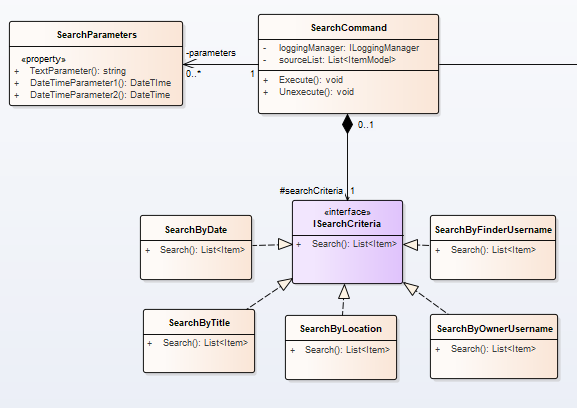 SearchParameters
«property»
+ TextParameter(): string
+ DateTimeParameter1(): DateTIme
+ DateTimeParameter2(): DateTime
-parameters
0..*
1
SearchCommand
- loggingManager: ILoggingManager
- sourceList: List<ItemModel>
+ Execute(): void
+ Unexecute(): void
0..1
#searchCriteria
1
«interface»
ISearchCriteria
+ Search(): List<Item>
SearchByDate
+ Search(): List<Item>
SearchByFinderUsername
+ Search(): List<Item>
SearchByTitle
+ Search(): List<Item>
SearchByLocation
+ Search(): List<Item>
SearchByOwnerUsername
+ Search(): List<Item>